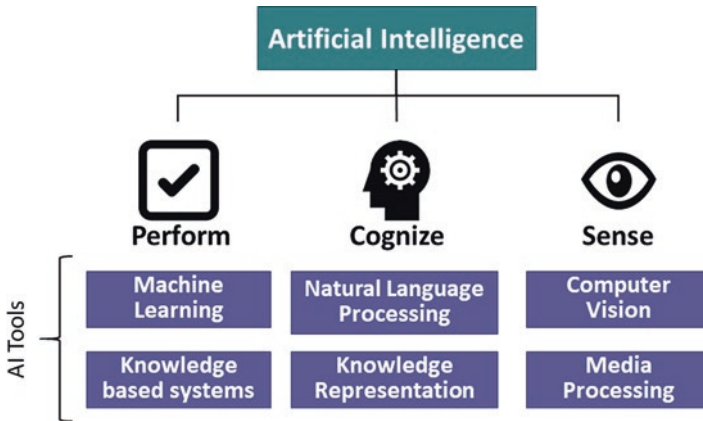 Artificial Intelligence
Perform
Cognize
Sense
AI Tools
Machine
Learning
Natural Language
Processing
Computer
Vision
Knowledge
based systems
Knowledge
Representation
Media
Processing